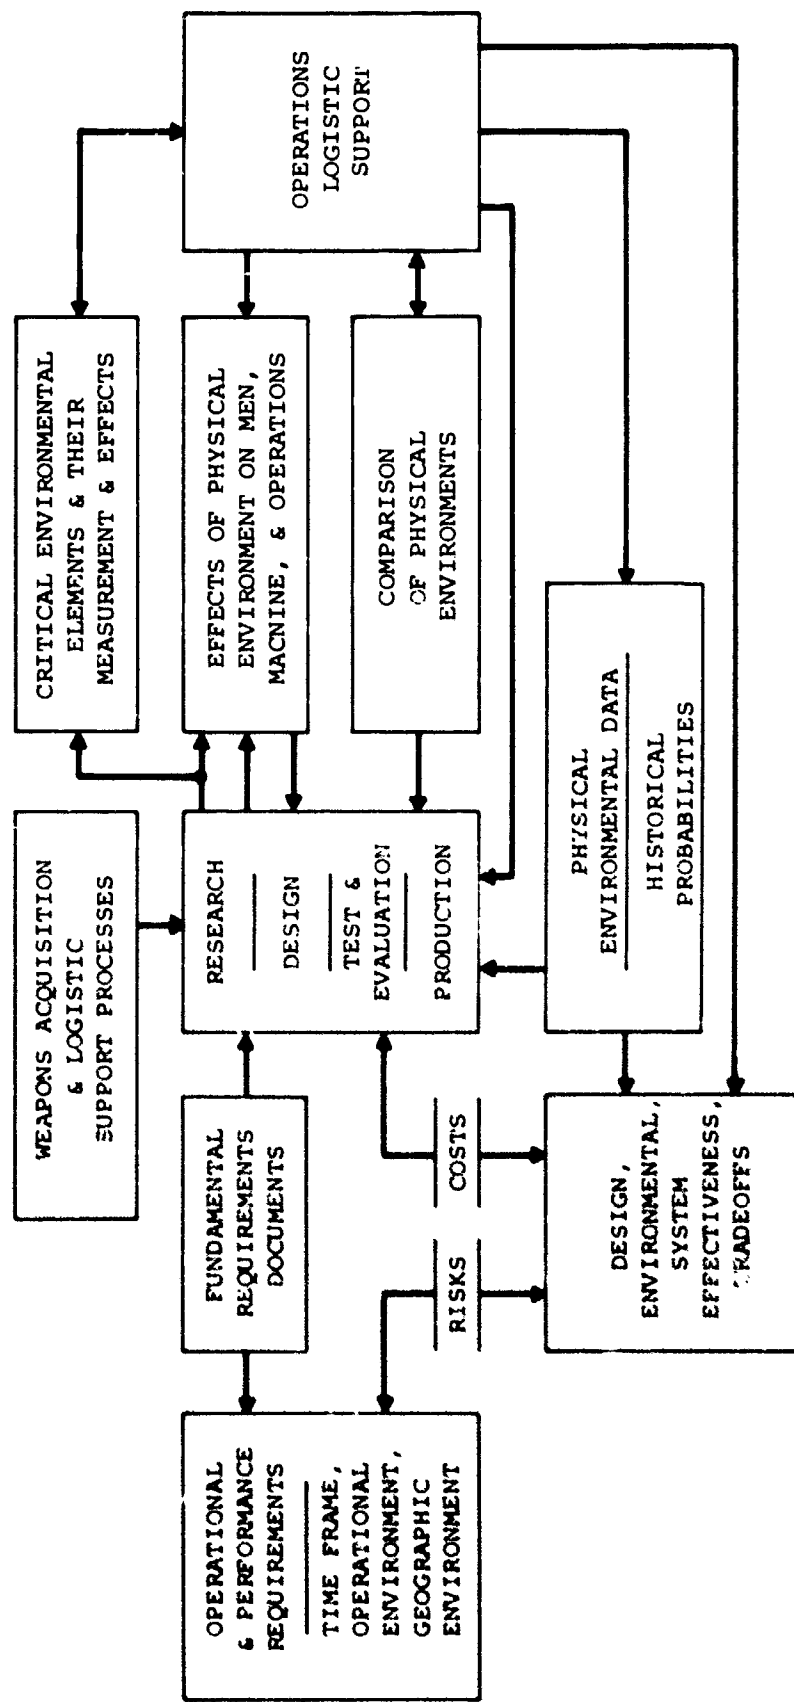 WEAPONS ACQUISITION
& LOGISTIC
SUPPORT PROCESSES
CRITICAL ENVIRONMENTAL
ELEMENTS & THEIR
MEASUREMENT & EFFECTS
OPERATIONAL
& PERFORMANCE
REQUIREMENTS
TIME FRAME,
OPERATIONAL
ENVIRONMENT,
GEOGRAPHIC
ENVIRONMENT
FUNDAMENTAL
REQUIREMENTS
DOCUMENTS
RESEARCH
DESIGN
TEST &
EVALUATION
PRODUCTION
EFFECTS OF PHYSICAL
ENVIRONMENT ON MEN,
MACNINE, & OPERATIONS
COMPARISON
OF PHYSICAL
ENVIRONMENTS
OPERATIONS
LOGISTIC
SUPPORT
RISKS
COSTS
DESIGN,
ENVIRONMENTAL,
SYSTEM
EFFECTIVENESS,
TRADEOFFS
PHYSICAL
ENVIRONMENTAL DATA
HISTORICAL
PROBABILITIES